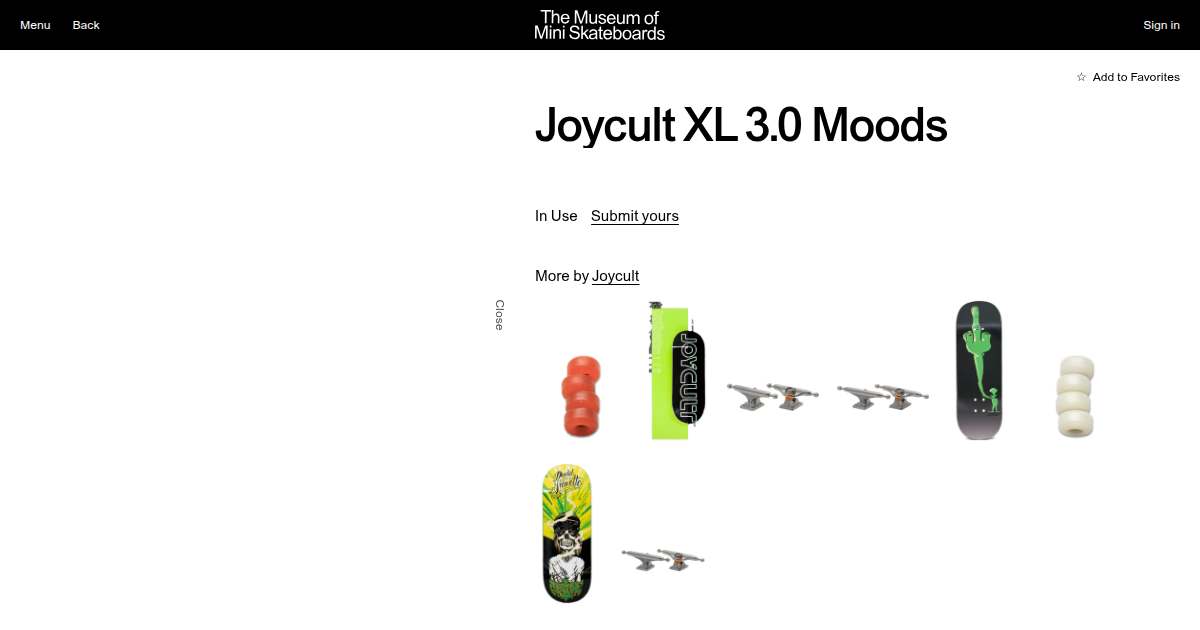 Menu
Back
The Museum of
Mini Skateboards
Sign in
☆ Add to Favorites
Joycult XL 3.0 Moods
In Use Submit yours
More by Joycult
Close
JOYCULT